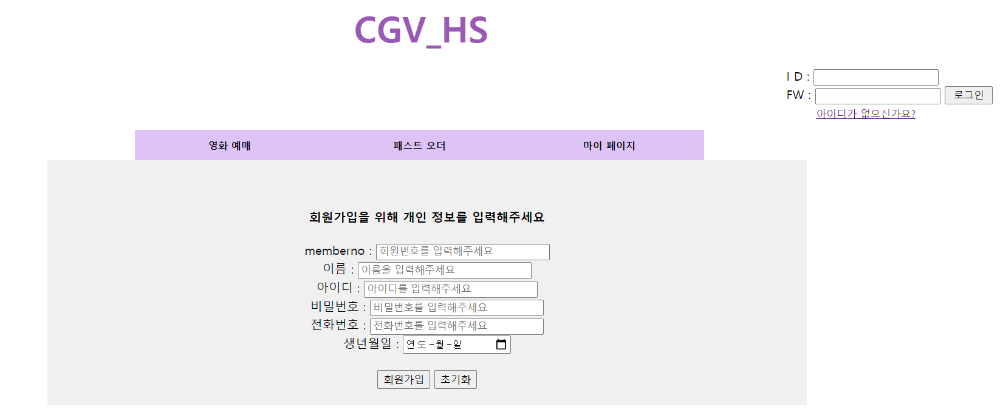 CGV_HS
I D :
FW : 로그인
아이디가 없으신가요?
영화 예매 패스트 오더 마이 페이지
회원가입을 위해 개인 정보를 입력해주세요
memberno : 회원번호를 입력해주세요
이름 : 이름을 입력해주세요
아이디 : 아이디를 입력해주세요
비밀번호 : 비밀번호를 입력해주세요
전화번호 : 전화번호를 입력해주세요
생년월일 : 연도-월-일
회원가입 초기화